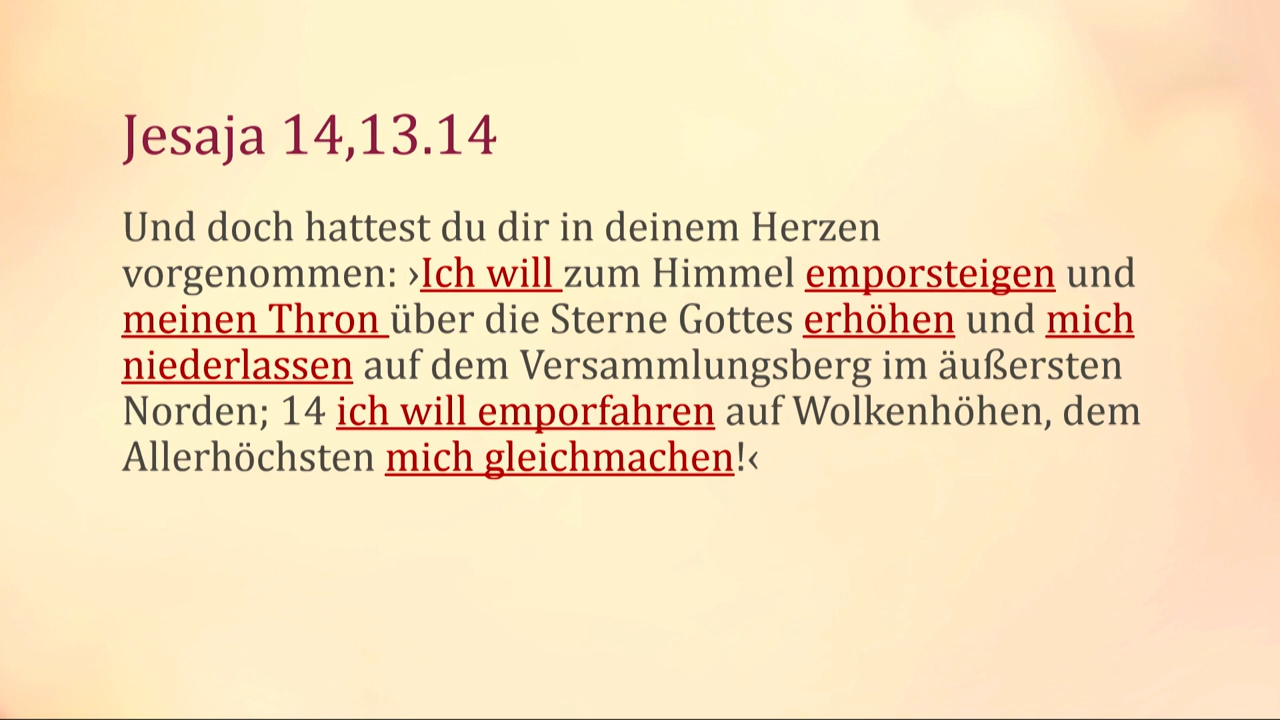 Jesaja 14,13.14
Und doch hattest du dir in deinem Herzen
vorgenommen: ›Ich will zum Himmel emporsteigen und
meinen Thron über die Sterne Gottes erhöhen und mich
niederlassen auf dem Versammlungsberg im äußersten
Norden; 14 ich will emporfahren auf Wolkenhöhen, dem
Allerhöchsten mich gleichmachen!‹